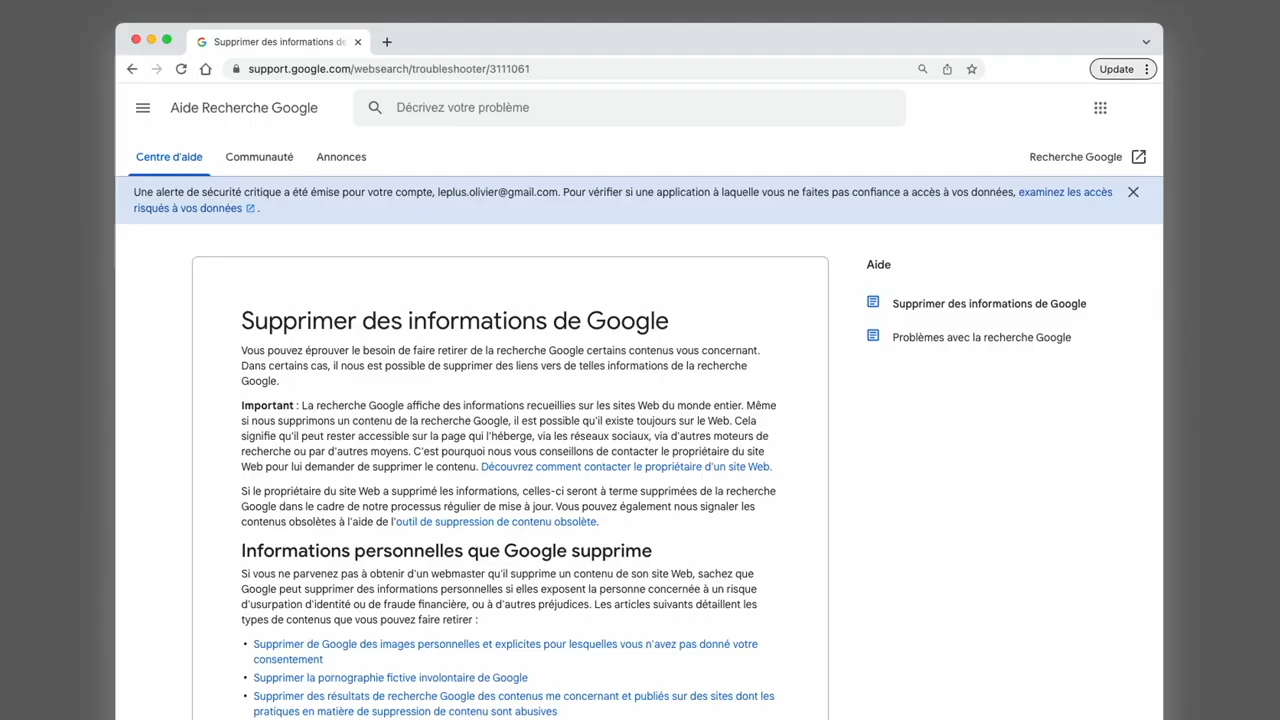 Supprimer des informations de
support.google.com/websearch/troubleshooter/3111061
Update
Aide Recherche Google
Décrivez votre problème
Centre d'aide
Communauté
Annonces
Recherche Google
Une alerte de sécurité critique a été émise pour votre compte, leplus.olivier@gmail.com. Pour vérifier si une application à laquelle vous ne faites pas confiance a accès à vos données, examinez les accès
risqués à vos données .
Supprimer des informations de Google
Vous pouvez éprouver le besoin de faire retirer de la recherche Google certains contenus vous concernant.
Dans certains cas, il nous est possible de supprimer des liens vers de telles informations de la recherche
Google.
Important : La recherche Google affiche des informations recueillies sur les sites Web du monde entier. Même
si nous supprimons un contenu de la recherche Google, il est possible qu'il existe toujours sur le Web. Cela
signifie qu'il peut rester accessible sur la page qui l'héberge, via les réseaux sociaux, via d'autres moteurs de
recherche ou par d'autres moyens. C'est pourquoi nous vous conseillons de contacter le propriétaire du site
Web pour lui demander de supprimer le contenu. Découvrez comment contacter le propriétaire d'un site Web.
Si le propriétaire du site Web a supprimé les informations, celles-ci seront à terme supprimées de la recherche
Google dans le cadre de notre processus régulier de mise à jour. Vous pouvez également nous signaler les
contenus obsolètes à l'aide de l'outil de suppression de contenu obsolète.
Informations personnelles que Google supprime
Si vous ne parvenez pas à obtenir d'un webmaster qu'il supprime un contenu de son site Web, sachez que
Google peut supprimer des informations personnelles si elles exposent la personne concernée à un risque
d'usurpation d'identité ou de fraude financière, ou à d'autres préjudices. Les articles suivants détaillent les
types de contenus que vous pouvez faire retirer :
• Supprimer de Google des images personnelles et explicites pour lesquelles vous n'avez pas donné votre
consentement
• Supprimer la pornographie fictive involontaire de Google
• Supprimer des résultats de recherche Google des contenus me concernant et publiés sur des sites dont les
pratiques en matière de suppression de contenu sont abusives
Aide
Supprimer des informations de Google
Problèmes avec la recherche Google